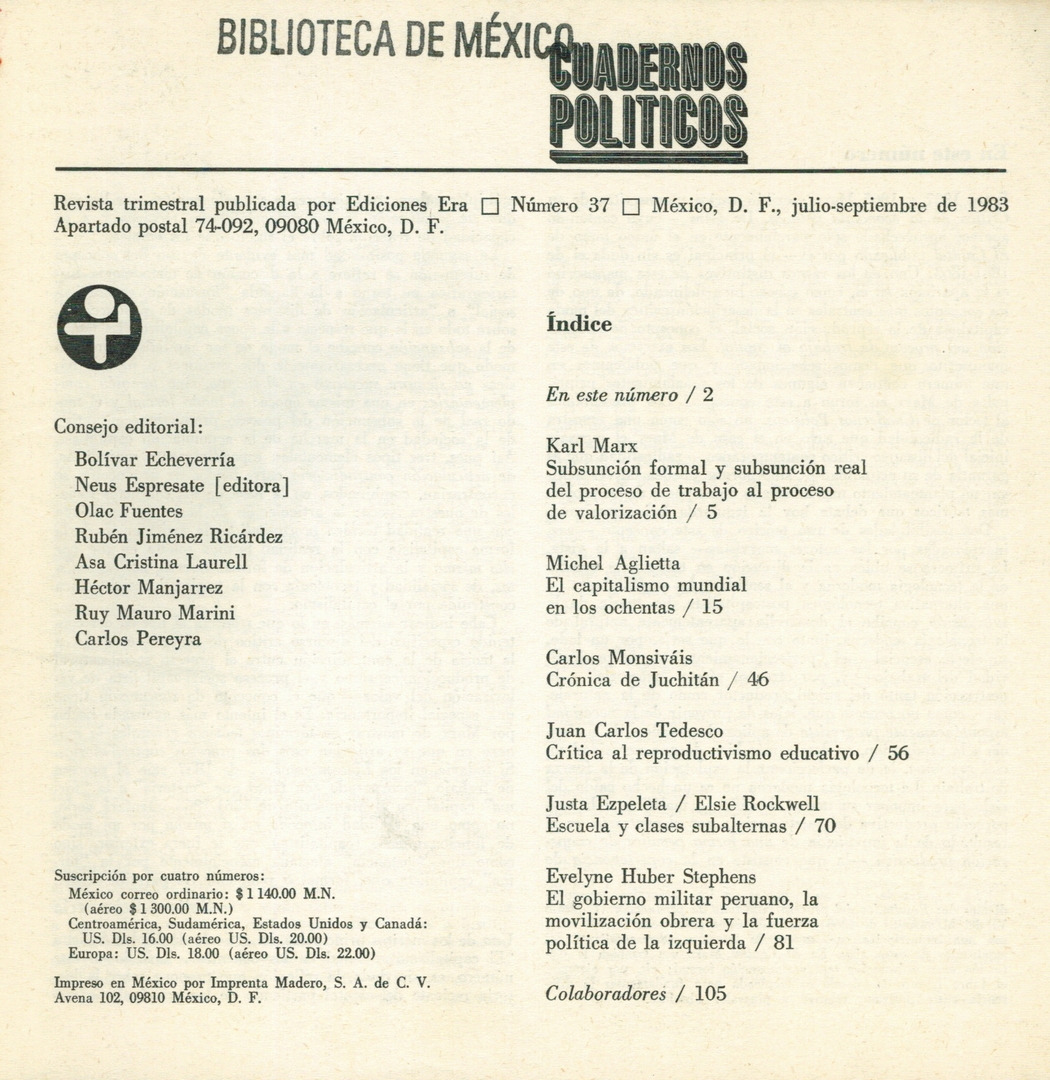 BIBLIOTECA DE MÉXICO
CUADERNOS
POLITICOS
Revista trimestral publicada por Ediciones Era □ Número 37 □ México, D. F., julio-septiembre de 1983
Apartado postal 74-092, 09080 México, D. F.
Consejo editorial:
Bolívar Echeverría
Neus Espresate [editora]
Olac Fuentes
Rubén Jiménez Ricárdez
Asa Cristina Laurell
Héctor Manjarrez
Ruy Mauro Marini
Carlos Pereyra
Suscripción por cuatro números:
México correo ordinario: $1 140.00 M.N.
(aéreo $1 300.00 M.N.)
Centroamérica, Sudamérica, Estados Unidos y Canadá:
US. Dls. 16.00 (aéreo US. Dls. 20.00)
Europa: US. Dls. 18.00 (aéreo US. Dls. 22.00)
Impreso en México por Imprenta Madero, S. A. de C. V.
Avena 102, 09810 México, D. F.
Índice
En este número / 2
Karl Marx
Subsunción formal y subsunción real
del proceso de trabajo al proceso
de valorización / 5
Michel Aglietta
El capitalismo mundial
en los ochentas / 15
Carlos Monsiváis
Crónica de Juchitán / 46
Juan Carlos Tedesco
Crítica al reproductivismo educativo / 56
Justa Ezpeleta / Elsie Rockwell
Escuela y clases subalternas / 70
Evelyne Huber Stephens
El gobierno militar peruano, la
movilización obrera y la fuerza
política de la izquierda / 81
Colaboradores / 105